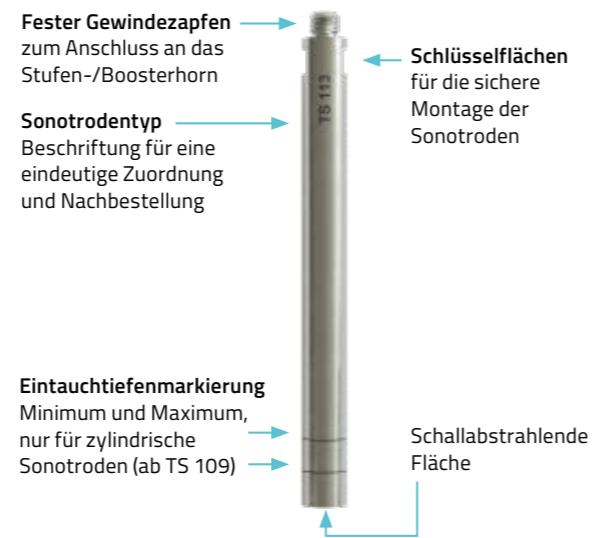 Fester Gewindezapfen
zum Anschluss an das
Stufen-/Boosterhorn
Schlüsselflächen
für die sichere
Montage der
Sonotroden
TS 113
Sonotrodentyp
Beschriftung für eine
eindeutige Zuordnung
und Nachbestellung
Eintauchtiefenmarkierung
Minimum und Maximum,
nur für zylindrische
Sonotroden (ab TS 109)
Schallabstrahlende
Fläche